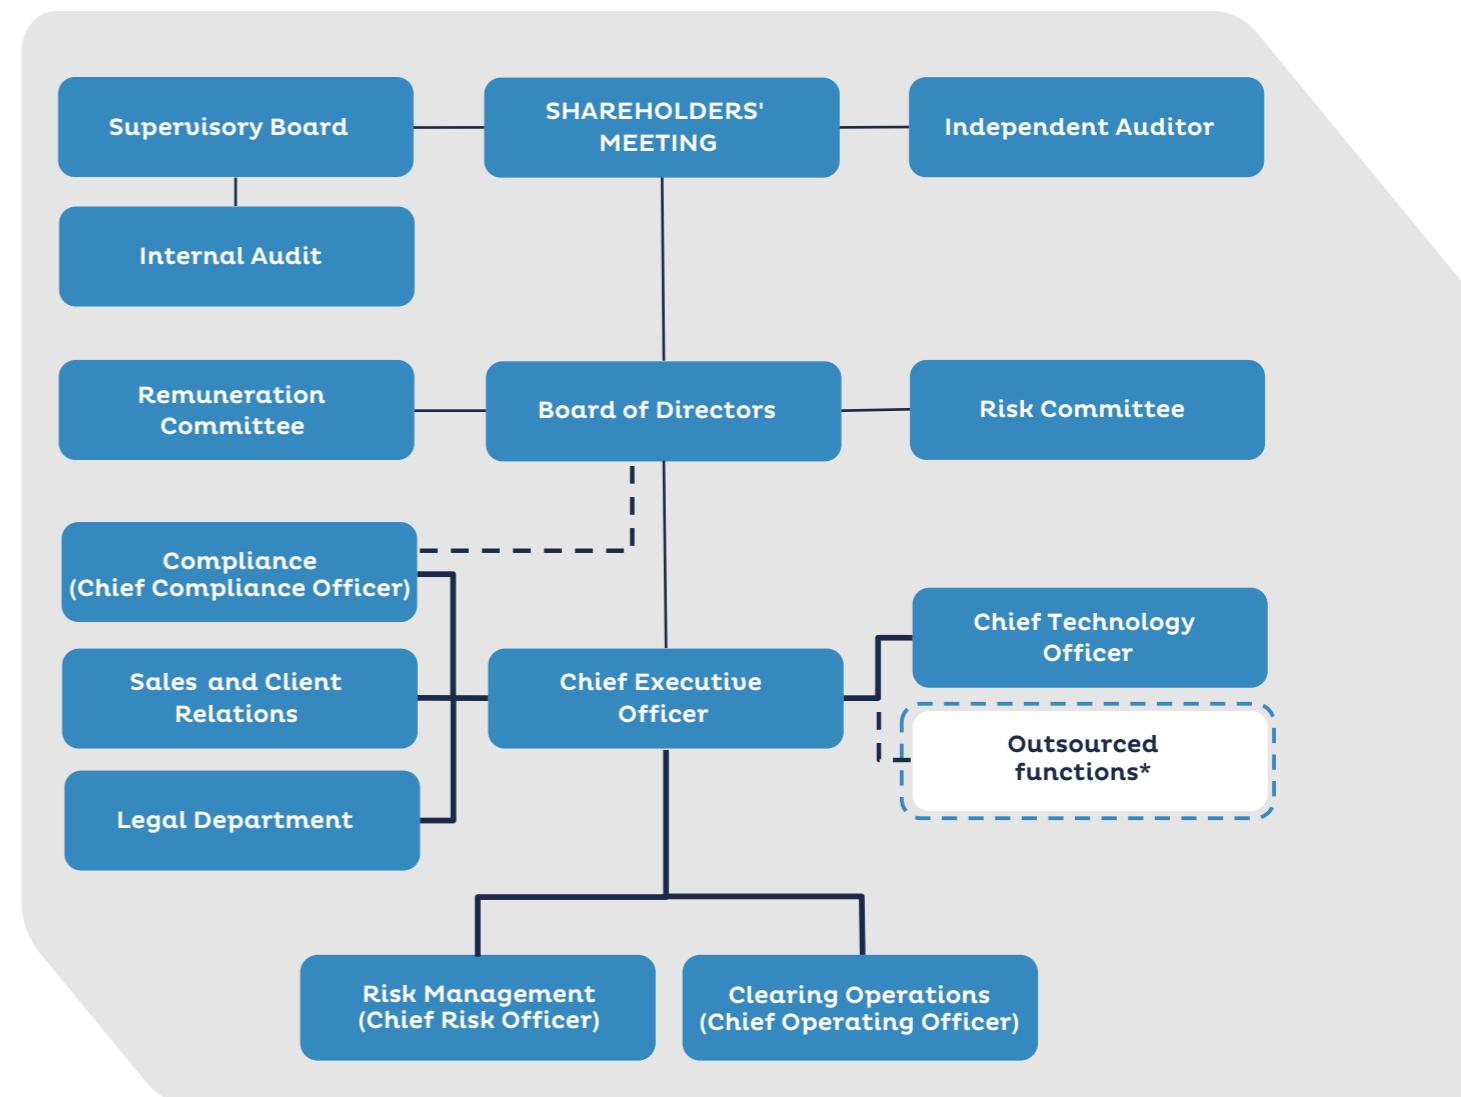 Supervisory Board
SHAREHOLDERS'
MEETING
Independent Auditor
Internal Audit
Remuneration
Committee
Board of Directors
Risk Committee
Compliance
(Chief Compliance Officer)
Sales and Client
Relations
Legal Department
Chief Executive
Officer
Chief Technology
Officer
Outsourced
functions*
Risk Management
(Chief Risk Officer)
Clearing Operations
(Chief Operating Officer)